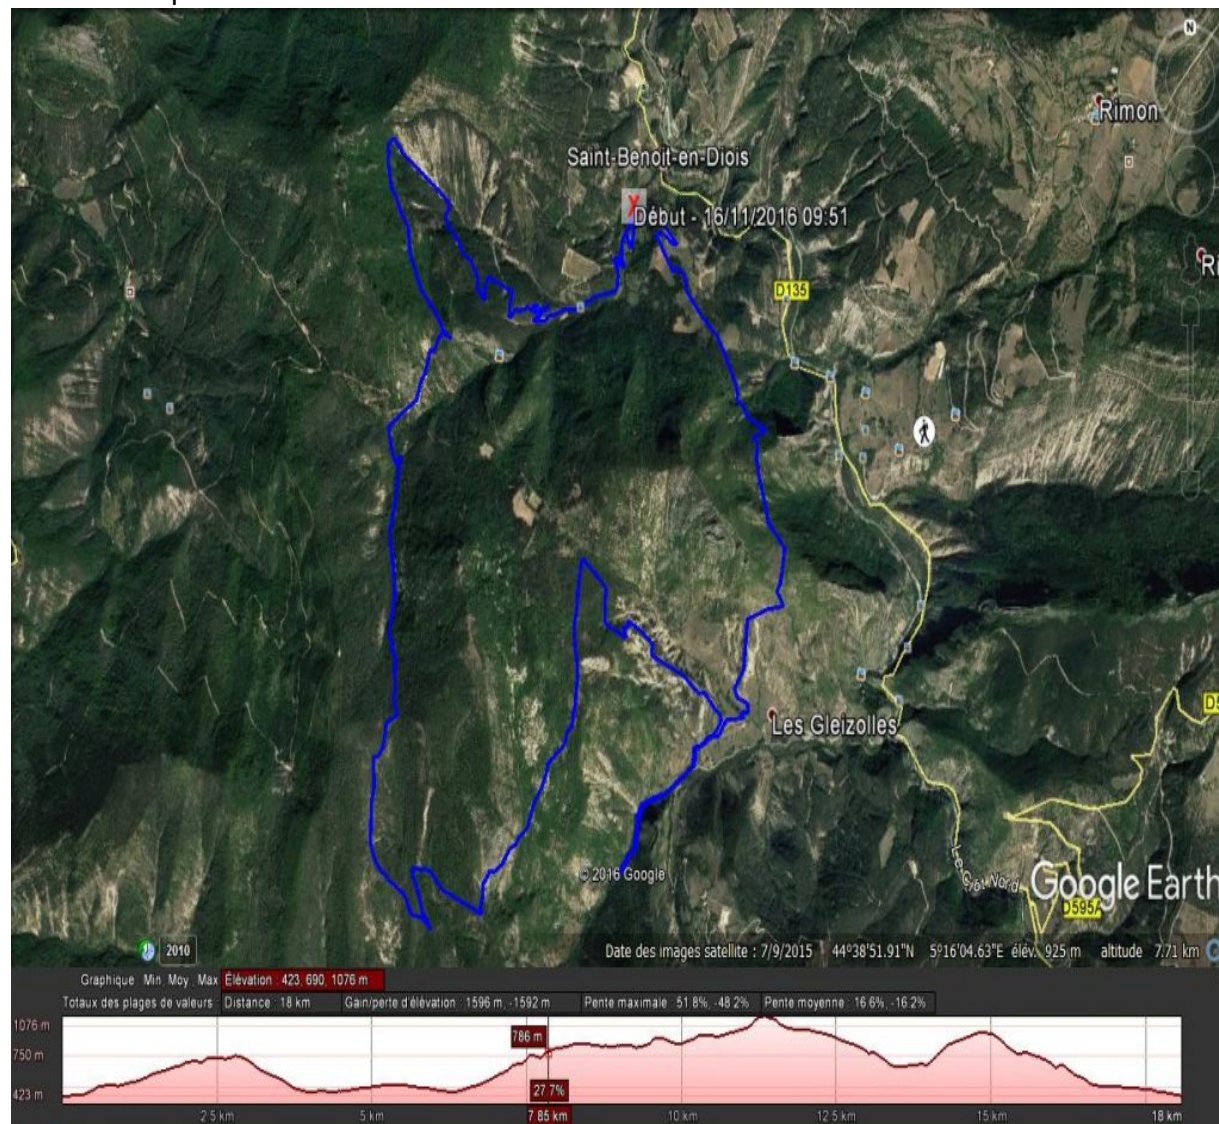 N
Rimon
Saint-Benoit-en-Diois
Début - 16/11/2016 09:51
D135
Les Gleizolles
© 2016 Google
Le Crôt Nord
Google Earth
D595A
2010
Date des images satellite : 7/9/2015 44°38'51.91"N 5°16'04.63"E élév. 925 m altitude 7.71 km
Graphique : Min, Moy, Max Élévation : 423, 690, 1076 m
Totaux des plages de valeurs : Distance : 18 km Gain/perte d'élévation : 1596 m, -1592 m Pente maximale : 51.8%, -48.2% Pente moyenne : 16.6%, -16.2%
1076 m
786 m
750 m
27.7%
423 m
2.5 km 5 km 7.85 km 10 km 12.5 km 15 km 18 km